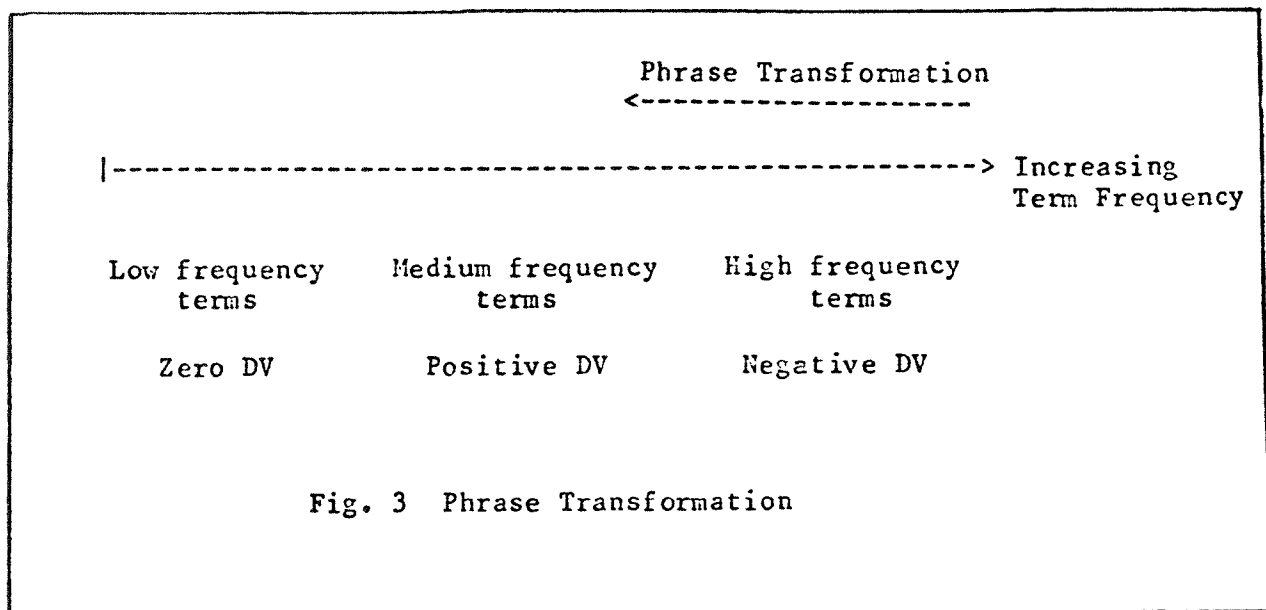 Phrase Transformation
<---------------------
|------------------------------------------------------> Increasing
Term Frequency
Low frequency Medium frequency High frequency
terms terms terms
Zero DV Positive DV Negative DV
Fig. 3 Phrase Transformation